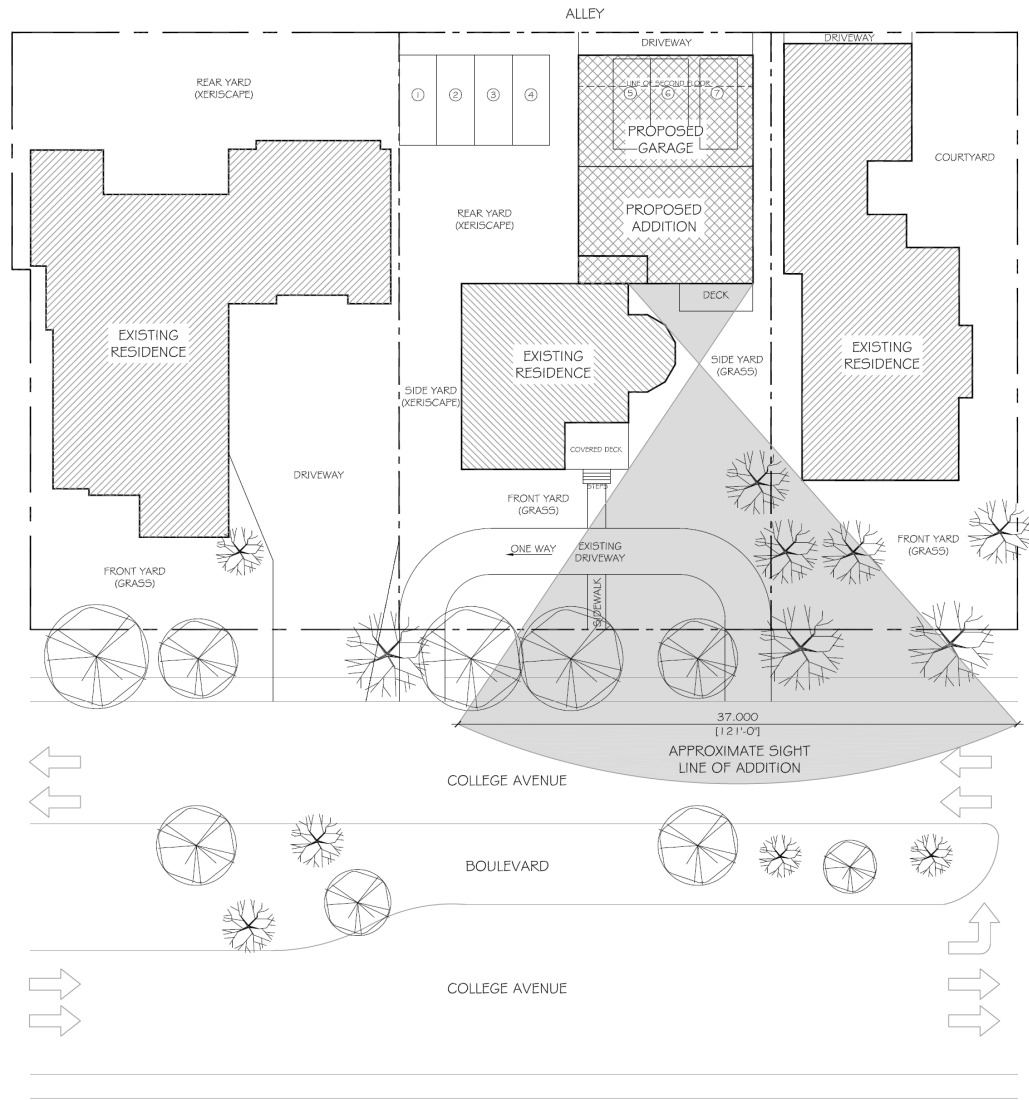 ALLEY
DRIVEWAY
DRIVEWAY
REAR YARD
(XERISCAPE)
LINE OF SECOND FLOOR
1
2
3
4
5
6
7
PROPOSED
GARAGE
COURTYARD
REAR YARD
(XERISCAPE)
PROPOSED
ADDITION
DECK
EXISTING
RESIDENCE
EXISTING
RESIDENCE
SIDE YARD
(GRASS)
EXISTING
RESIDENCE
SIDE YARD
(XERISCAPE)
COVERED DECK
DRIVEWAY
STEPS
FRONT YARD
(GRASS)
ONE WAY
EXISTING
DRIVEWAY
FRONT YARD
(GRASS)
FRONT YARD
(GRASS)
SIDEWALK
37.000
[121'-0"]
APPROXIMATE SIGHT
LINE OF ADDITION
COLLEGE AVENUE
BOULEVARD
COLLEGE AVENUE